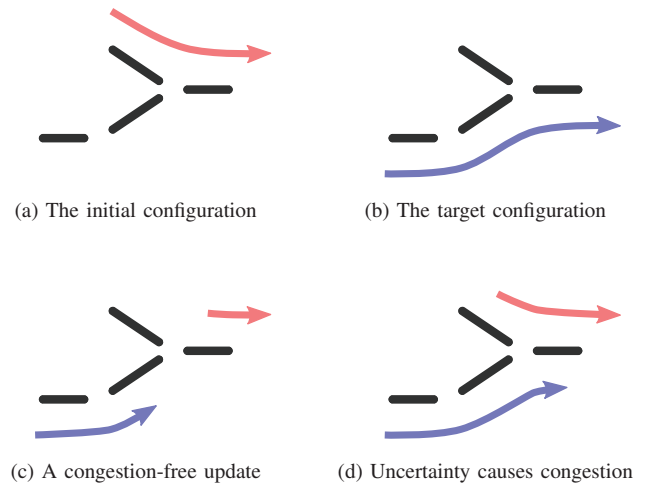 (a) The initial configuration
(b) The target configuration
(c) A congestion-free update
(d) Uncertainty causes congestion